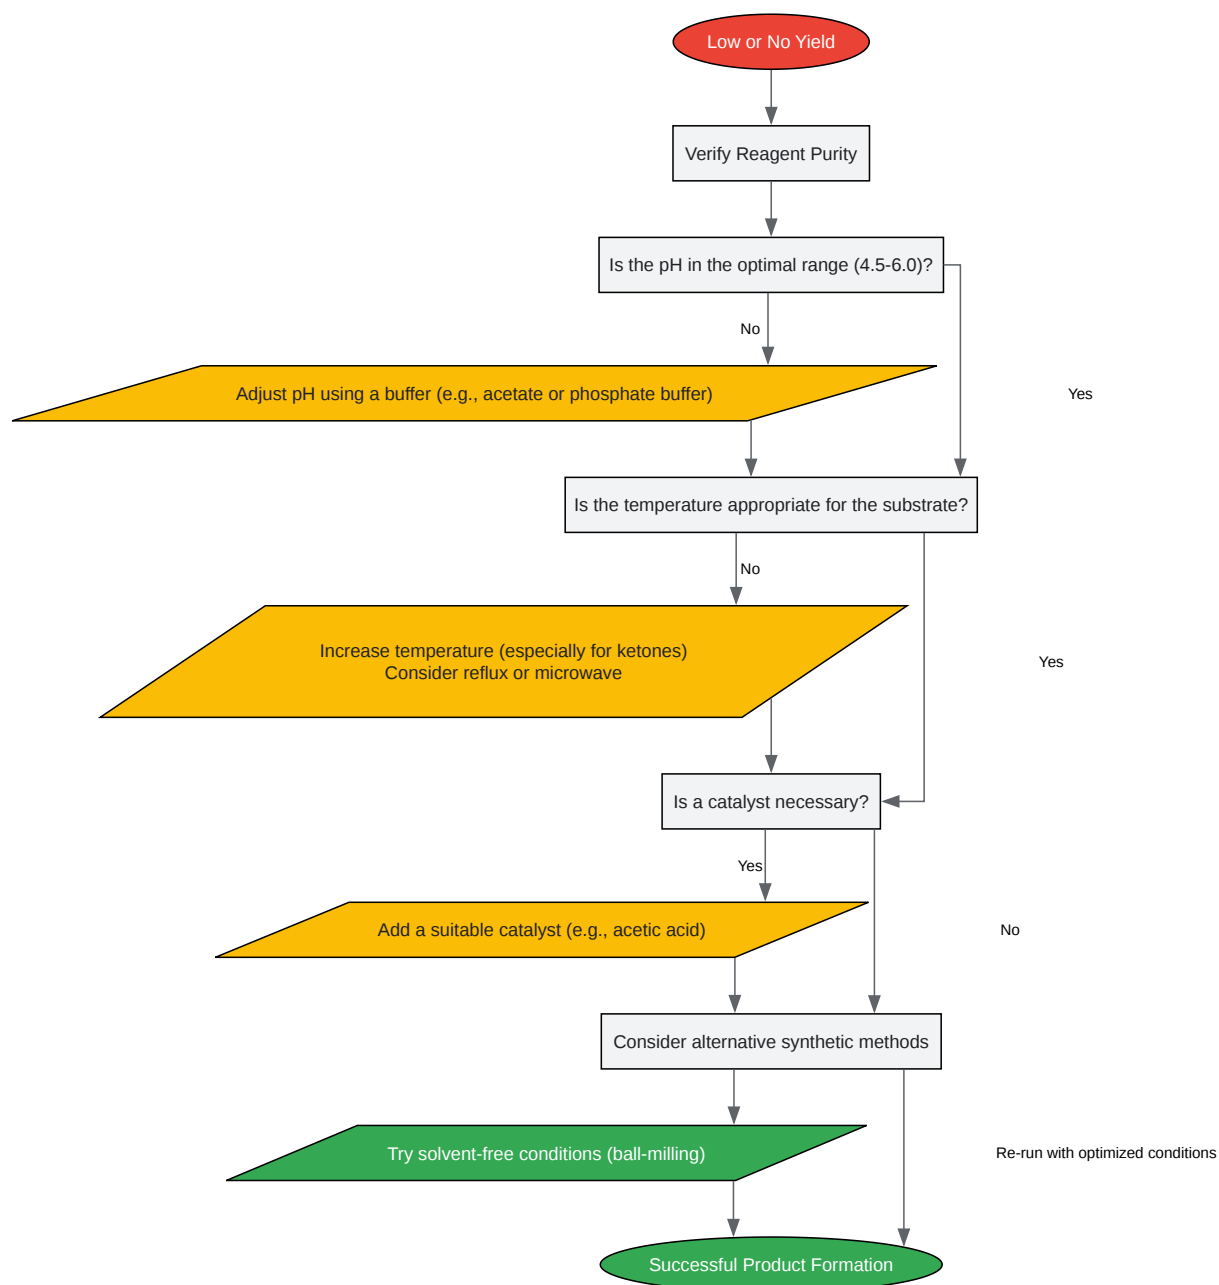 Low or No Yield
Verify Reagent Purity
Is the pH in the optimal range (4.5-6.0)?
No
Adjust pH using a buffer (e.g., acetate or phosphate buffer)
Yes
Is the temperature appropriate for the substrate?
No
Increase temperature (especially for ketones)
Consider reflux or microwave
Yes
Is a catalyst necessary?
Yes
Add a suitable catalyst (e.g., acetic acid)
No
Consider alternative synthetic methods
Try solvent-free conditions (ball-milling)
Re-run with optimized conditions
Successful Product Formation